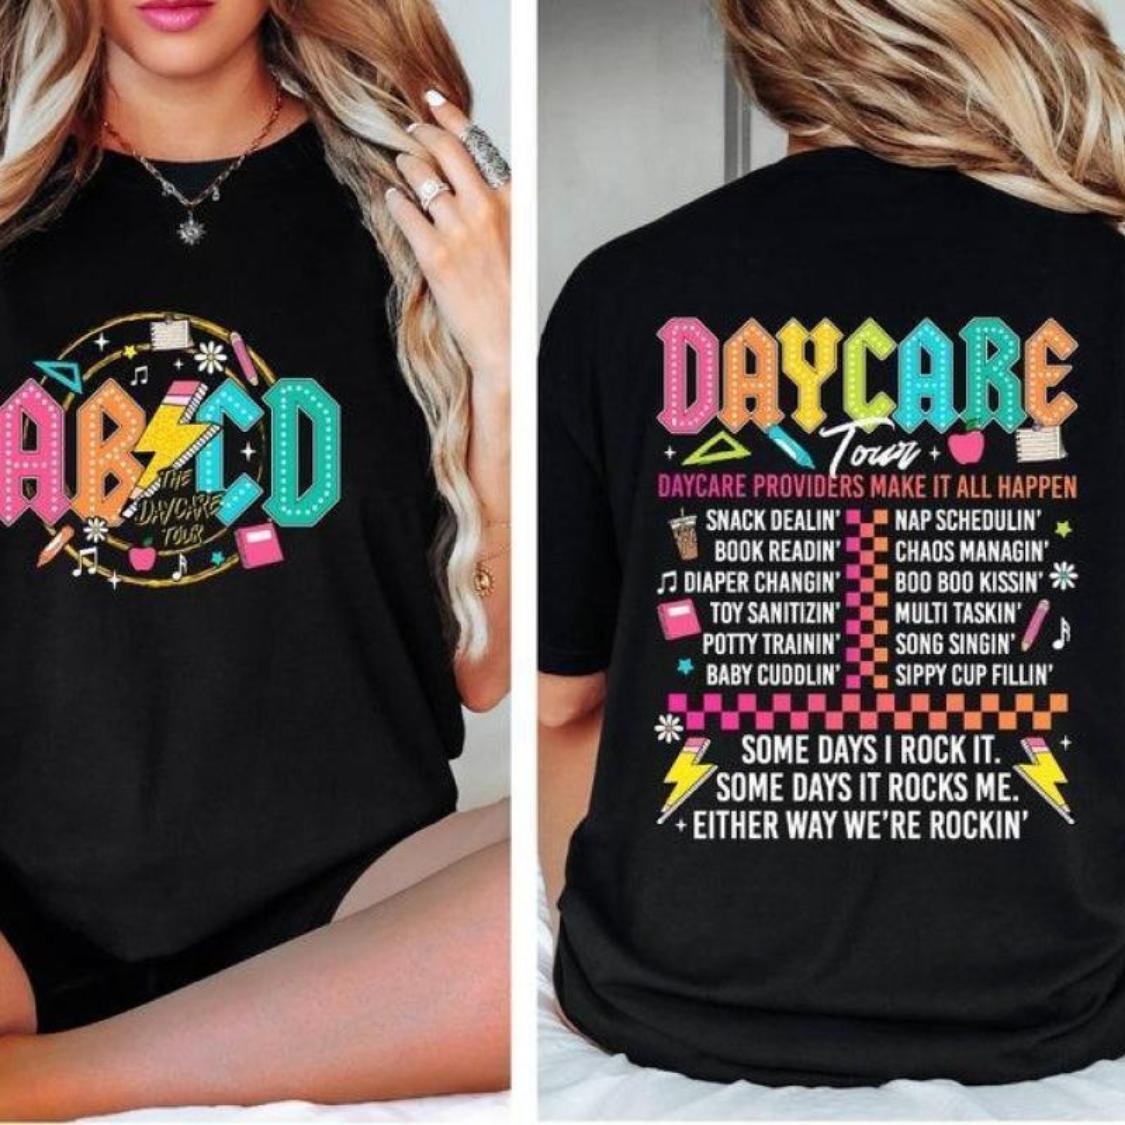 AB CD
THE
DAYCARE
TOUR
DAYCARE
Tour
DAYCARE PROVIDERS MAKE IT ALL HAPPEN
SNACK DEALIN' NAP SCHEDULIN'
BOOK READIN' CHAOS MANAGIN'
DIAPER CHANGIN' BOO BOO KISSIN'
TOY SANITIZIN' MULTI TASKIN'
POTTY TRAININ' SONG SINGIN'
BABY CUDDLIN' SIPPY CUP FILLIN'
SOME DAYS I ROCK IT.
SOME DAYS IT ROCKS ME.
EITHER WAY WE'RE ROCKIN'